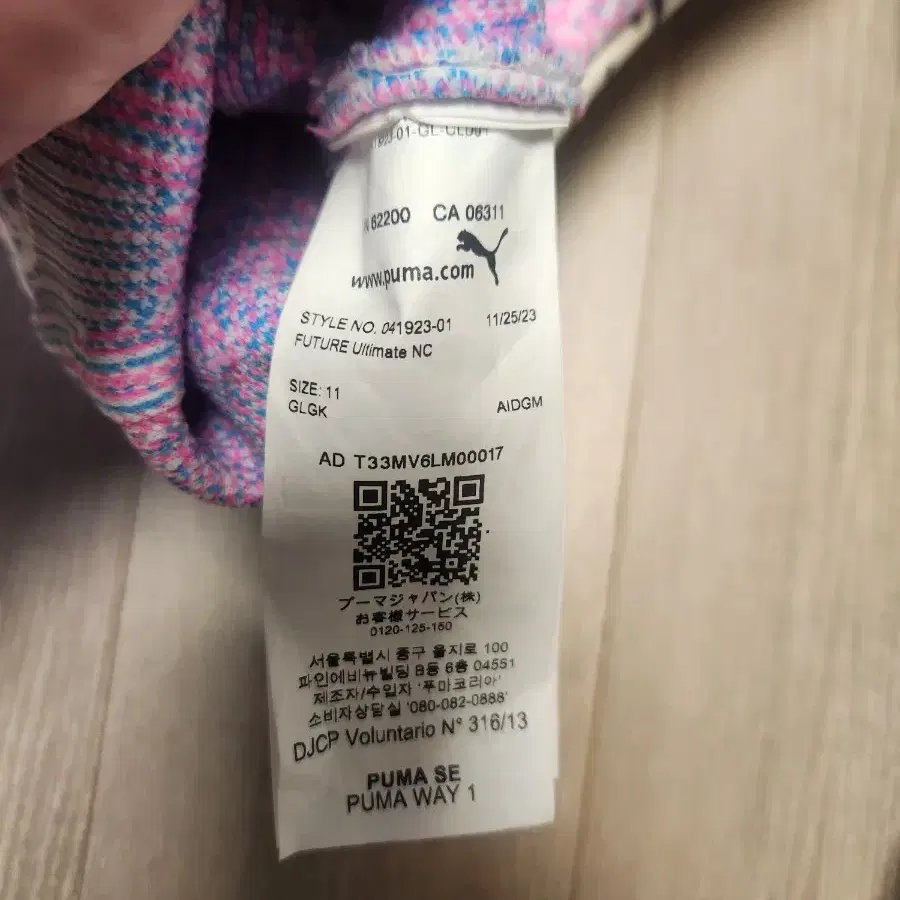 62200 CA 06311
www.puma.com
STYLE NO. 041923-01 11/25/23
FUTURE Ultimate NC
SIZE: 11
GLGK AIDGM
AD T33MV6LM00017
プーマジャパン(株)
お客様サービス
0120-125-150
서울특별시 중구 을지로 100
파인에비뉴빌딩 B동 6층 04551
제조자/수입자 '푸마코리아'
소비자상담실 '080-082-0888'
DJCP Voluntario N° 316/13
PUMA SE
PUMA WAY 1